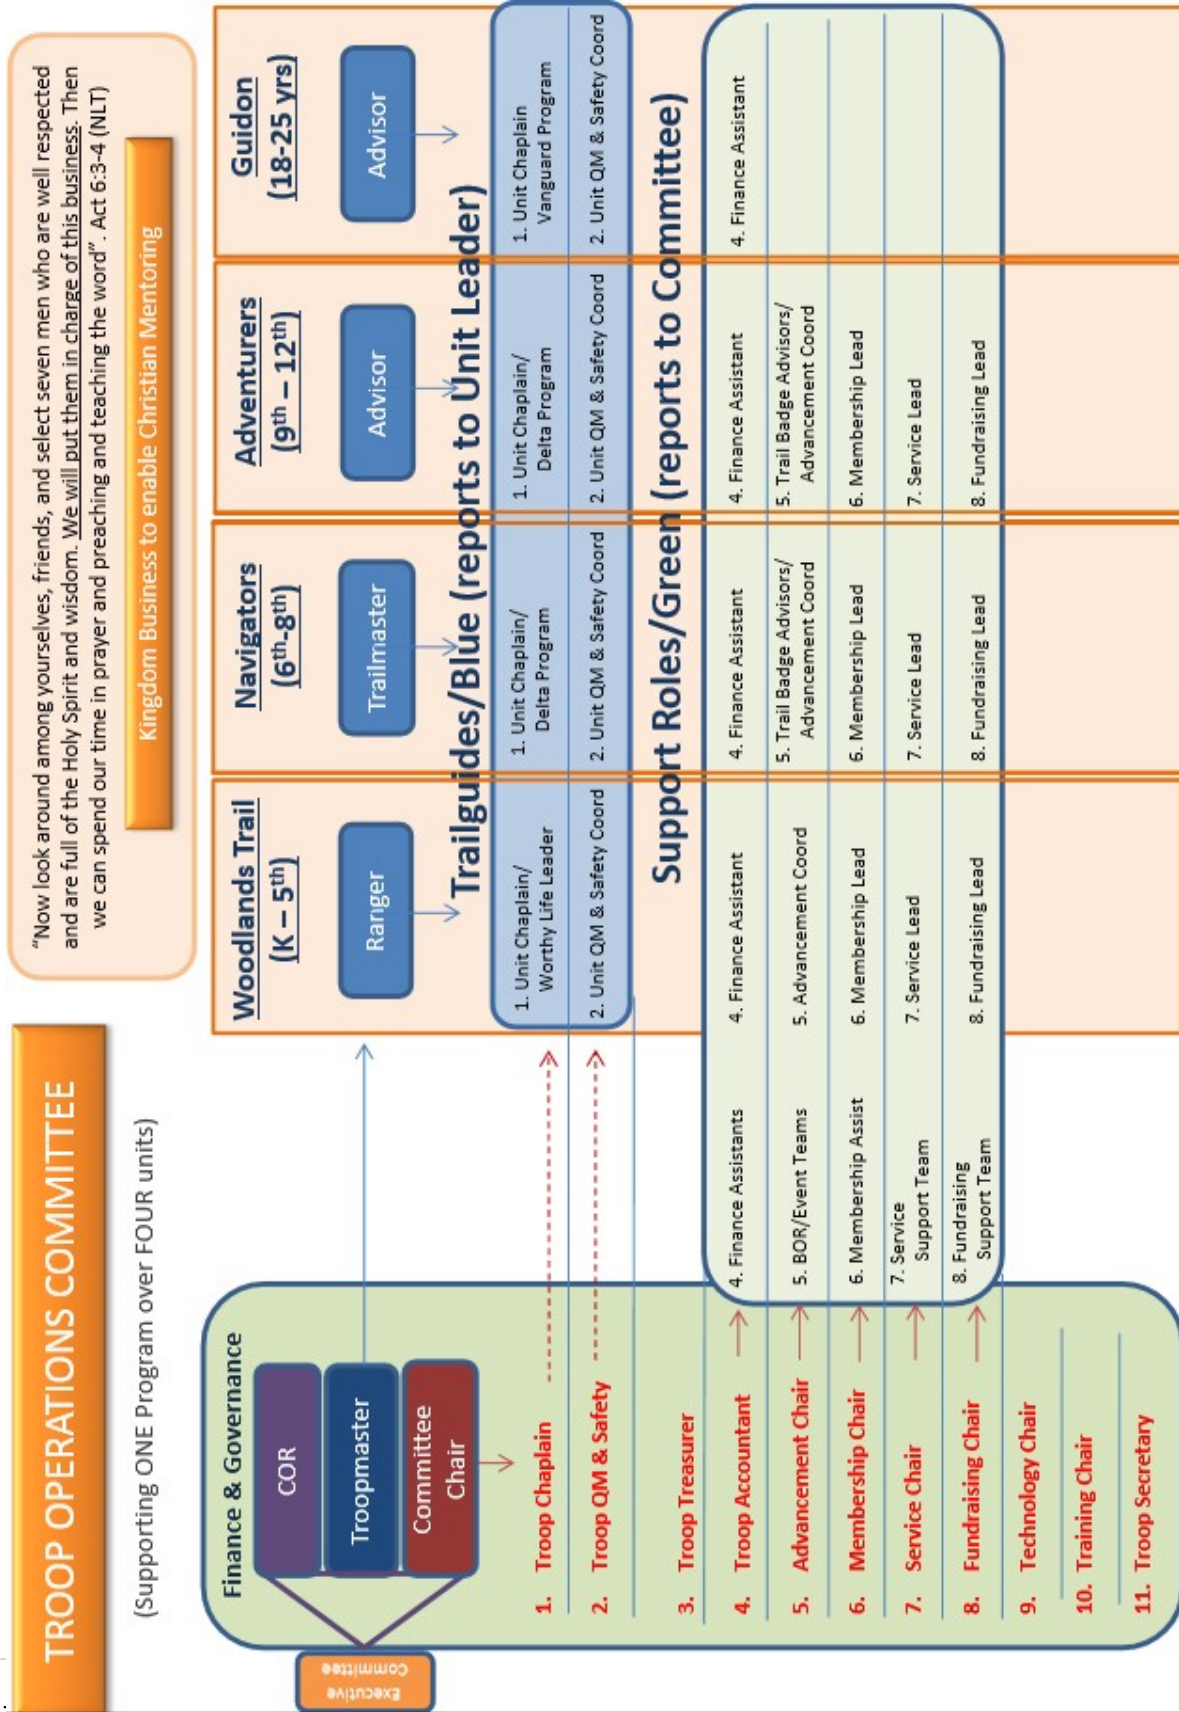 TROOP OPERATIONS COMMITTEE
(Supporting ONE Program over FOUR units)
"Now look around among yourselves, friends, and select seven men who are well respected
and are full of the Holy Spirit and wisdom. We will put them in charge of this business. Then
we can spend our time in prayer and preaching and teaching the word". Act 6:3-4 (NLT)
Kingdom Business to enable Christian Mentoring
Executive
Committee
Finance & Governance
COR
Troopmaster
Committee
Chair
1. Troop Chaplain
2. Troop QM & Safety
3. Troop Treasurer
4. Troop Accountant
5. Advancement Chair
6. Membership Chair
7. Service Chair
8. Fundraising Chair
9. Technology Chair
10. Training Chair
11. Troop Secretary
4. Finance Assistants
5. BOR/Event Teams
6. Membership Assist
7. Service
Support Team
8. Fundraising
Support Team
Woodlands Trail
(K – 5th)
Ranger
Navigators
(6th-8th)
Trailmaster
Adventurers
(9th – 12th)
Advisor
Guidon
(18-25 yrs)
Advisor
Trailguides/Blue (reports to Unit Leader)
1. Unit Chaplain/
Worthy Life Leader
2. Unit QM & Safety Coord
1. Unit Chaplain/
Delta Program
2. Unit QM & Safety Coord
1. Unit Chaplain/
Delta Program
2. Unit QM & Safety Coord
1. Unit Chaplain
Vanguard Program
2. Unit QM & Safety Coord
Support Roles/Green (reports to Committee)
4. Finance Assistant
5. Advancement Coord
6. Membership Lead
7. Service Lead
8. Fundraising Lead
4. Finance Assistant
5. Trail Badge Advisors/
Advancement Coord
6. Membership Lead
7. Service Lead
8. Fundraising Lead
4. Finance Assistant
5. Trail Badge Advisors/
Advancement Coord
6. Membership Lead
7. Service Lead
8. Fundraising Lead
4. Finance Assistant